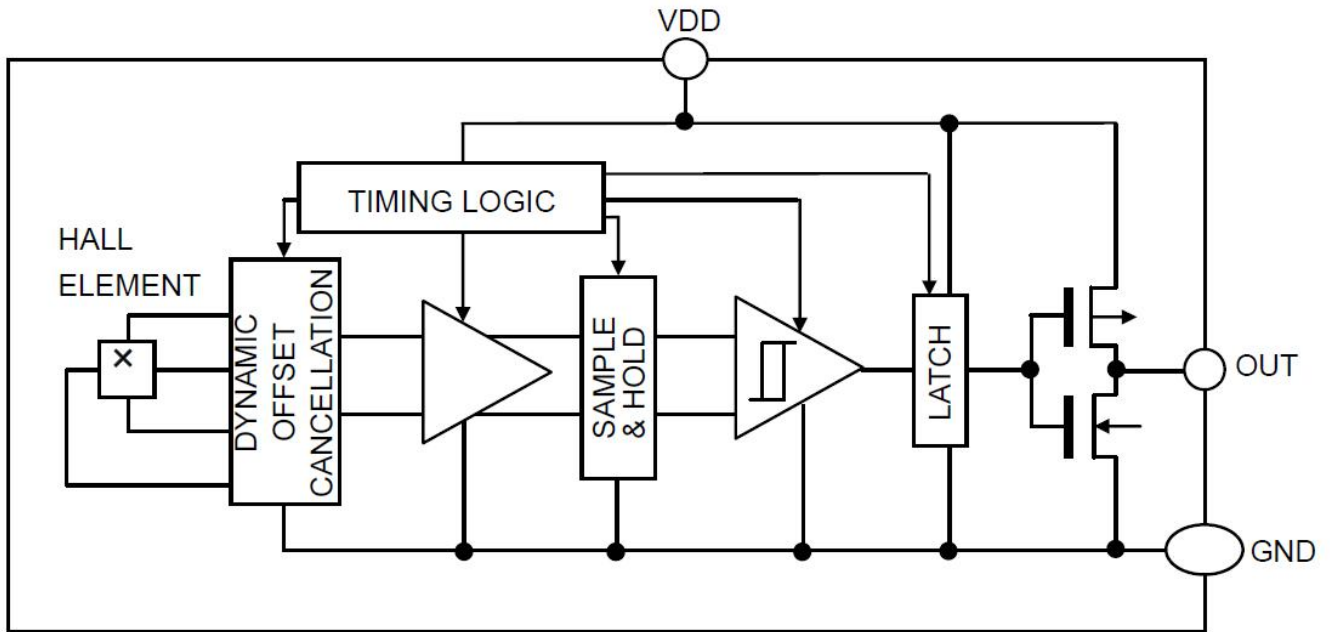 VDD
TIMING LOGIC
HALL
ELEMENT
DYNAMIC
OFFSET
CANCELLATION
SAMPLE
& HOLD
LATCH
OUT
GND